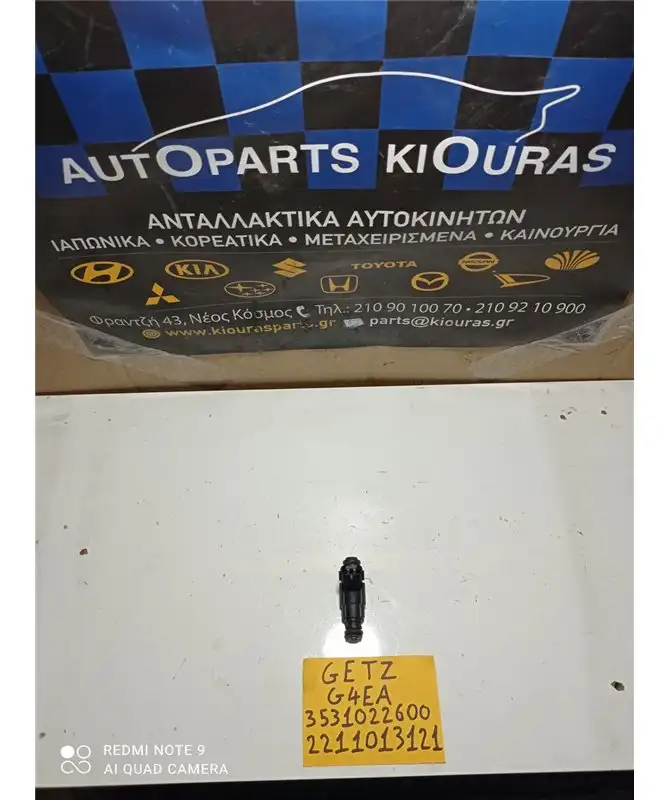 AUTOPARTS KIOURAS
ΑΝΤΑΛΛΑΚΤΙΚΑ ΑΥΤΟΚΙΝΗΤΩΝ
ΙΑΠΩΝΙΚΑ • ΚΟΡΕΑΤΙΚΑ • ΜΕΤΑΧΕΙΡΙΣΜΕΝΑ • ΚΑΙΝΟΥΡΓΙΑ
KIA
TOYOTA
NISSAN
Φραντζή 43, Νέος Κόσμος Τηλ.: 210 90 100 70 • 210 92 10 900
www.kiourasparts.gr parts@kiouras.gr
GETZ
G4EA
3531022600
2211013121
REDMI NOTE 9
AI QUAD CAMERA